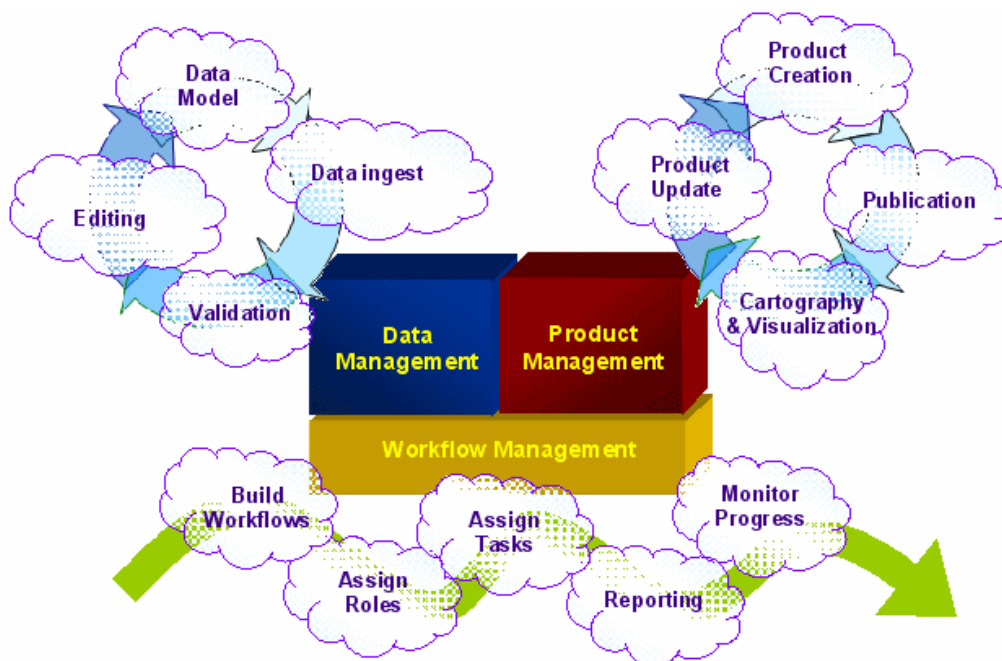 Data
Model
Data ingest
Editing
Validation
Product
Creation
Product
Update
Publication
Cartography
& Visualization
Data
Management
Product
Management
Workflow Management
Build
Workflows
Assign
Roles
Assign
Tasks
Reporting
Monitor
Progress